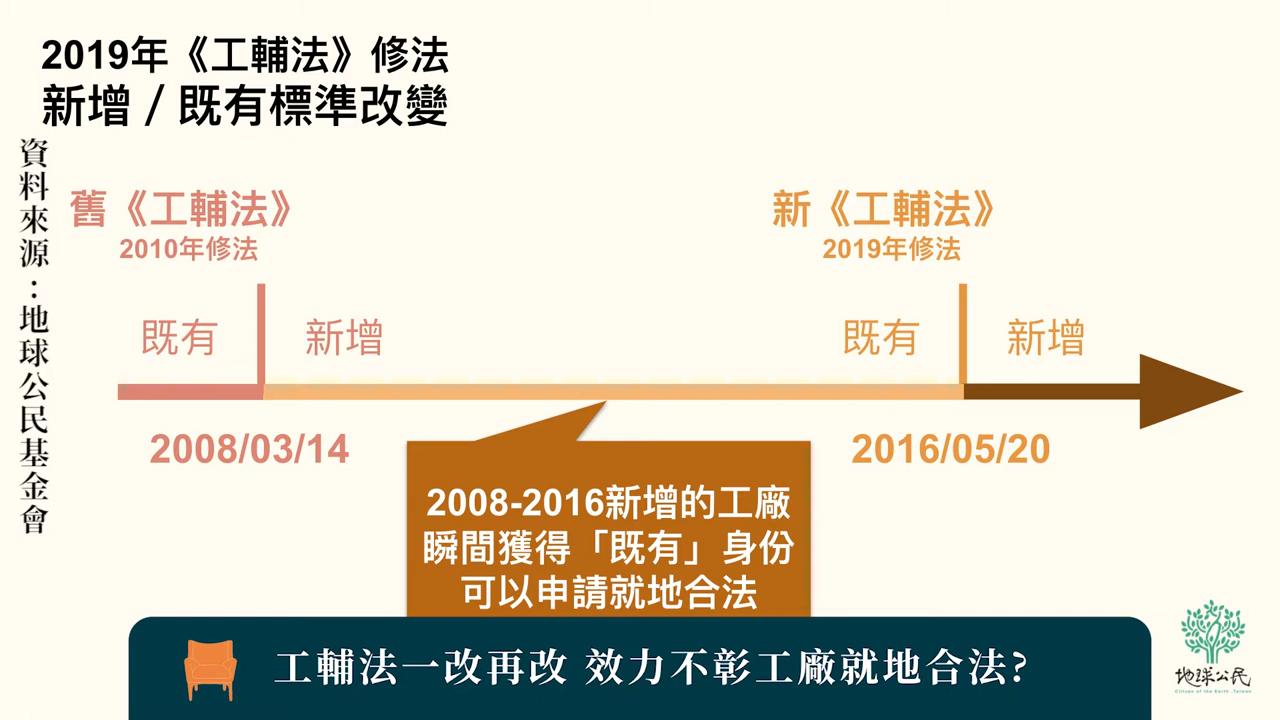 2019年《工輔法》修法
新增 / 既有標準改變
資料來源：地球公民基金會
舊《工輔法》
2010年修法
新《工輔法》
2019年修法
既有
新增
既有
新增
2008/03/14
2016/05/20
2008-2016新增的工廠
瞬間獲得「既有」身份
可以申請就地合法
工輔法一改再改 效力不彰工廠就地合法?
地球公民
Citizen of the Earth, Taiwan